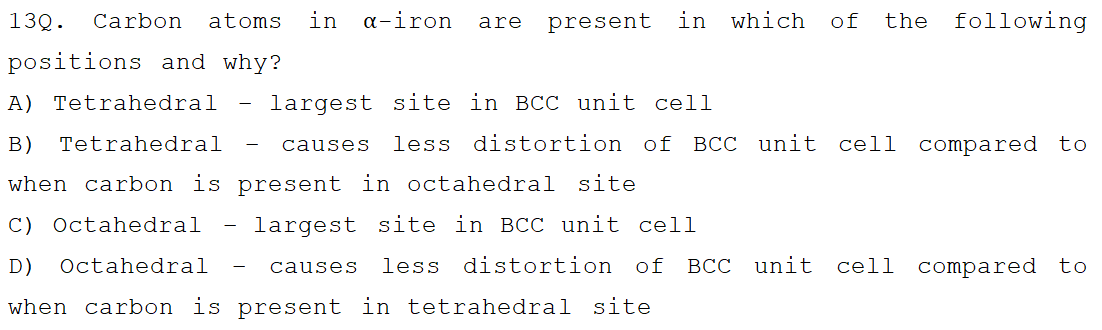 13Q. Carbon atoms in α-iron are present in which of the following
positions and why?
A) Tetrahedral – largest site in BCC unit cell
B) Tetrahedral – causes less distortion of BCC unit cell compared to
when carbon is present in octahedral site
C) Octahedral – largest site in BCC unit cell
D) Octahedral – causes less distortion of BCC unit cell compared to
when carbon is present in tetrahedral site